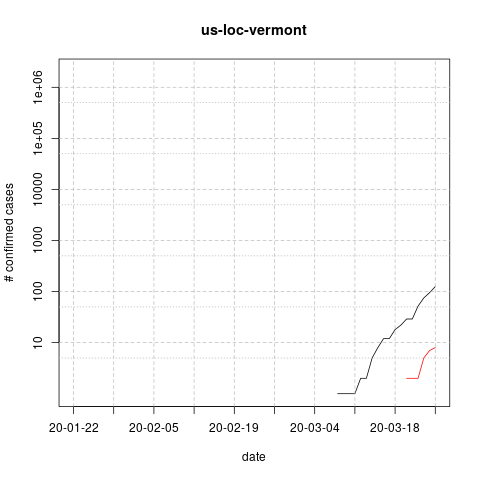 us-loc-vermont
# confirmed cases
1e+06
1e+05
10000
1000
100
10
20-01-22
20-02-05
20-02-19
20-03-04
20-03-18
date